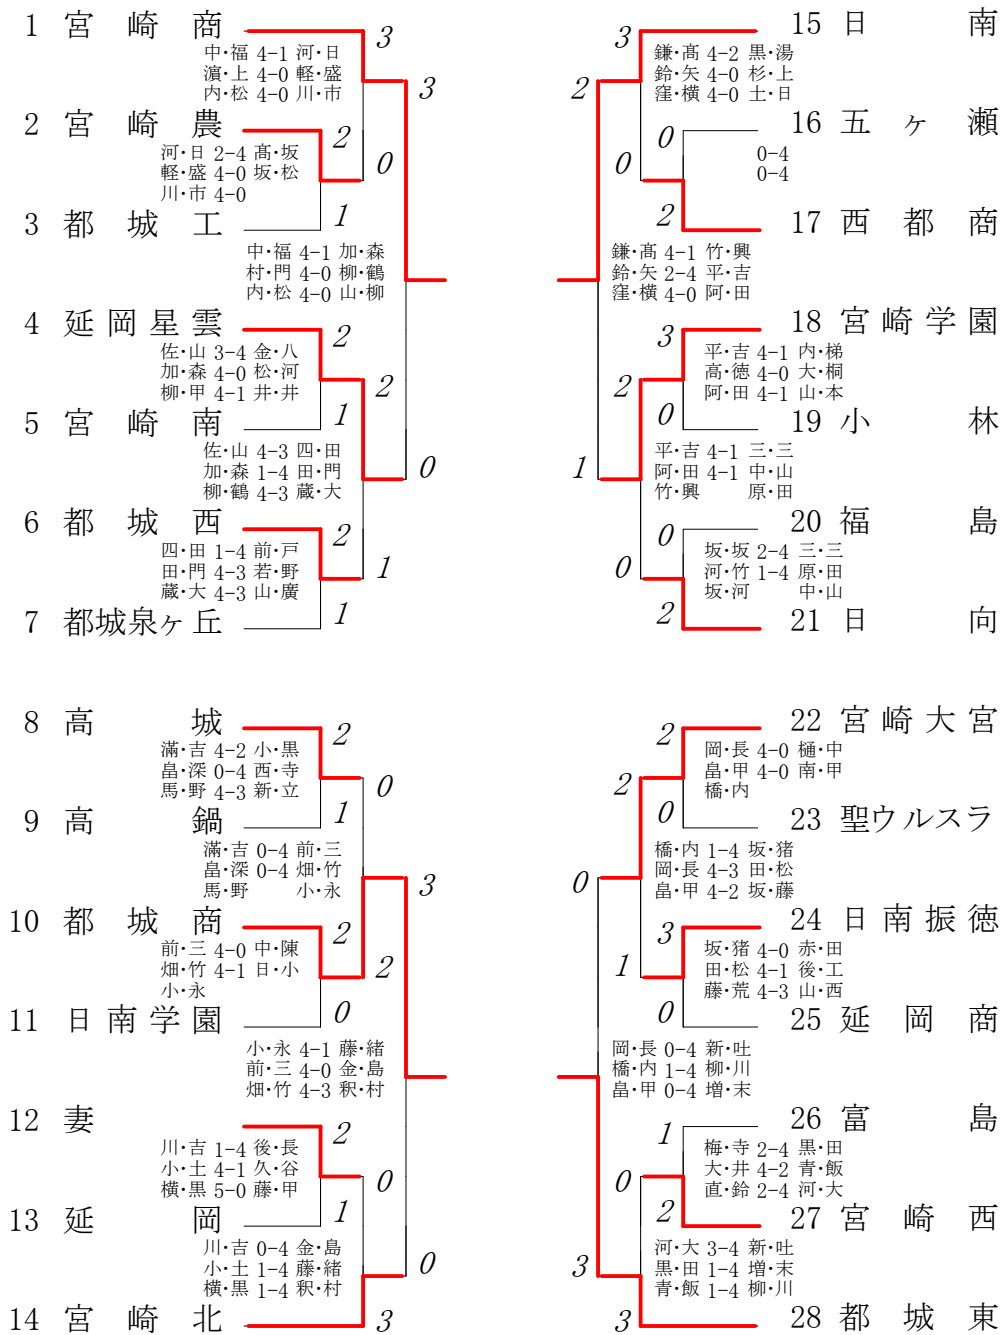 1 宮崎商
3
中・福 4-1 河・日
濵・上 4-0 軽・盛
内・松 4-0 川・市
3
2 宮崎農
2
河・日 2-4 髙・坂
軽・盛 4-0 坂・松
川・市 4-0
0
3 都城工
1
中・福 4-1 加・森
村・門 4-0 柳・鶴
内・松 4-0 山・柳
4 延岡星雲
2
佐・山 3-4 金・八
加・森 4-0 松・河
柳・甲 4-1 井・井
2
5 宮崎南
1
佐・山 4-3 四・田
加・森 1-4 田・門
柳・鶴 4-3 蔵・大
0
6 都城西
2
四・田 1-4 前・戸
田・門 4-3 若・野
蔵・大 4-3 山・廣
1
7 都城泉ヶ丘
1
8 高城
2
滿・吉 4-2 小・黒
畠・深 0-4 西・寺
馬・野 4-3 新・立
0
9 高鍋
1
滿・吉 0-4 前・三
畠・深 0-4 畑・竹
馬・野 小・永
3
10 都城商
2
前・三 4-0 中・陳
畑・竹 4-1 日・小
小・永
2
11 日南学園
0
小・永 4-1 藤・緒
前・三 4-0 金・島
畑・竹 4-3 釈・村
12 妻
2
川・吉 1-4 後・長
小・土 4-1 久・谷
横・黒 5-0 藤・甲
0
13 延岡
1
川・吉 0-4 金・島
小・土 1-4 藤・緒
横・黒 1-4 釈・村
0
14 宮崎北
3
15 日南
3
鎌・髙 4-2 黒・湯
鈴・矢 4-0 杉・上
窪・横 4-0 土・日
2
16 五ヶ瀬
0
0-4
0-4
0
17 西都商
2
鎌・髙 4-1 竹・興
鈴・矢 2-4 平・吉
窪・横 4-0 阿・田
18 宮崎学園
3
平・吉 4-1 内・梯
高・徳 4-0 大・桐
阿・田 4-1 山・本
2
19 小林
0
平・吉 4-1 三・三
阿・田 4-1 中・山
竹・興 原・田
1
20 福島
0
坂・坂 2-4 三・三
河・竹 1-4 原・田
坂・河 中・山
0
21 日向
2
22 宮崎大宮
2
岡・長 4-0 樋・中
畠・甲 4-0 南・甲
橋・内
2
23 聖ウルスラ
0
橋・内 1-4 坂・猪
岡・長 4-3 田・松
畠・甲 4-2 坂・藤
0
24 日南振徳
3
坂・猪 4-0 赤・田
田・松 4-1 後・工
藤・荒 4-3 山・西
1
25 延岡商
0
岡・長 0-4 新・吐
橋・内 1-4 柳・川
畠・甲 0-4 増・末
26 富島
1
梅・寺 2-4 黒・田
大・井 4-2 青・飯
直・鈴 2-4 河・大
0
27 宮崎西
2
河・大 3-4 新・吐
黒・田 1-4 増・末
青・飯 1-4 柳・川
3
28 都城東
3